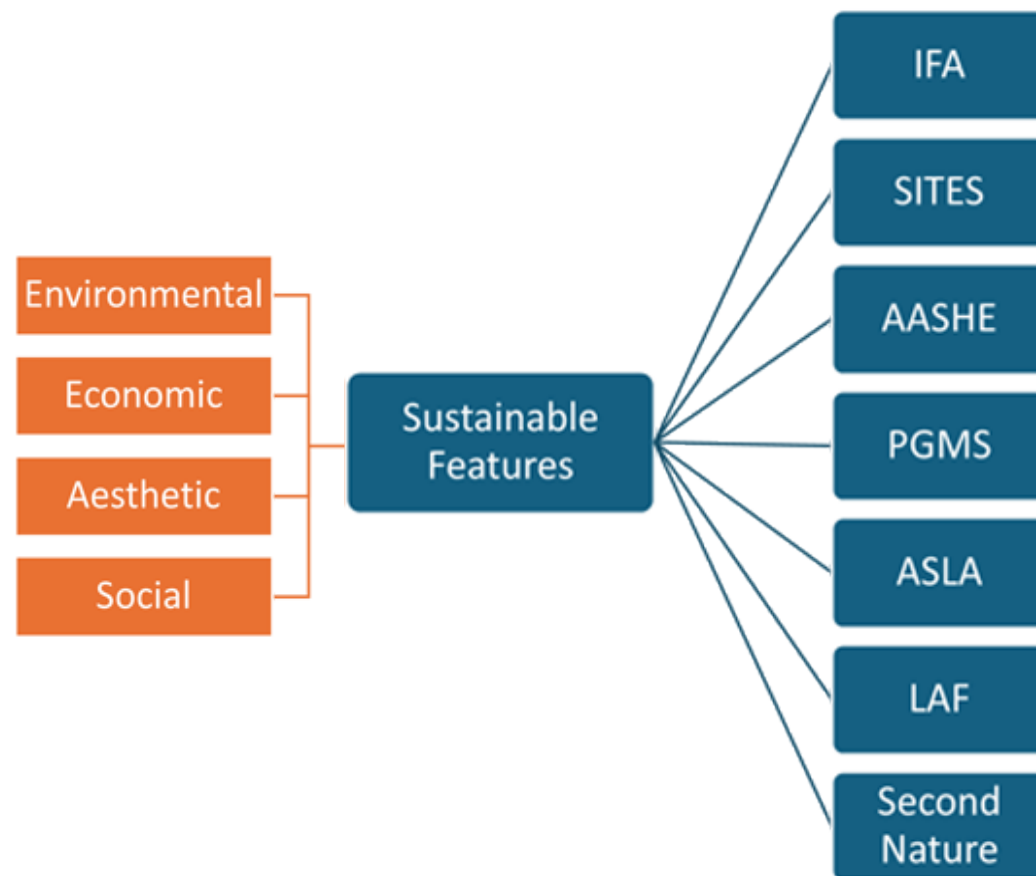 Environmental
Economic
Aesthetic
Social
Sustainable
Features
IFA
SITES
AASHE
PGMS
ASLA
LAF
Second
Nature